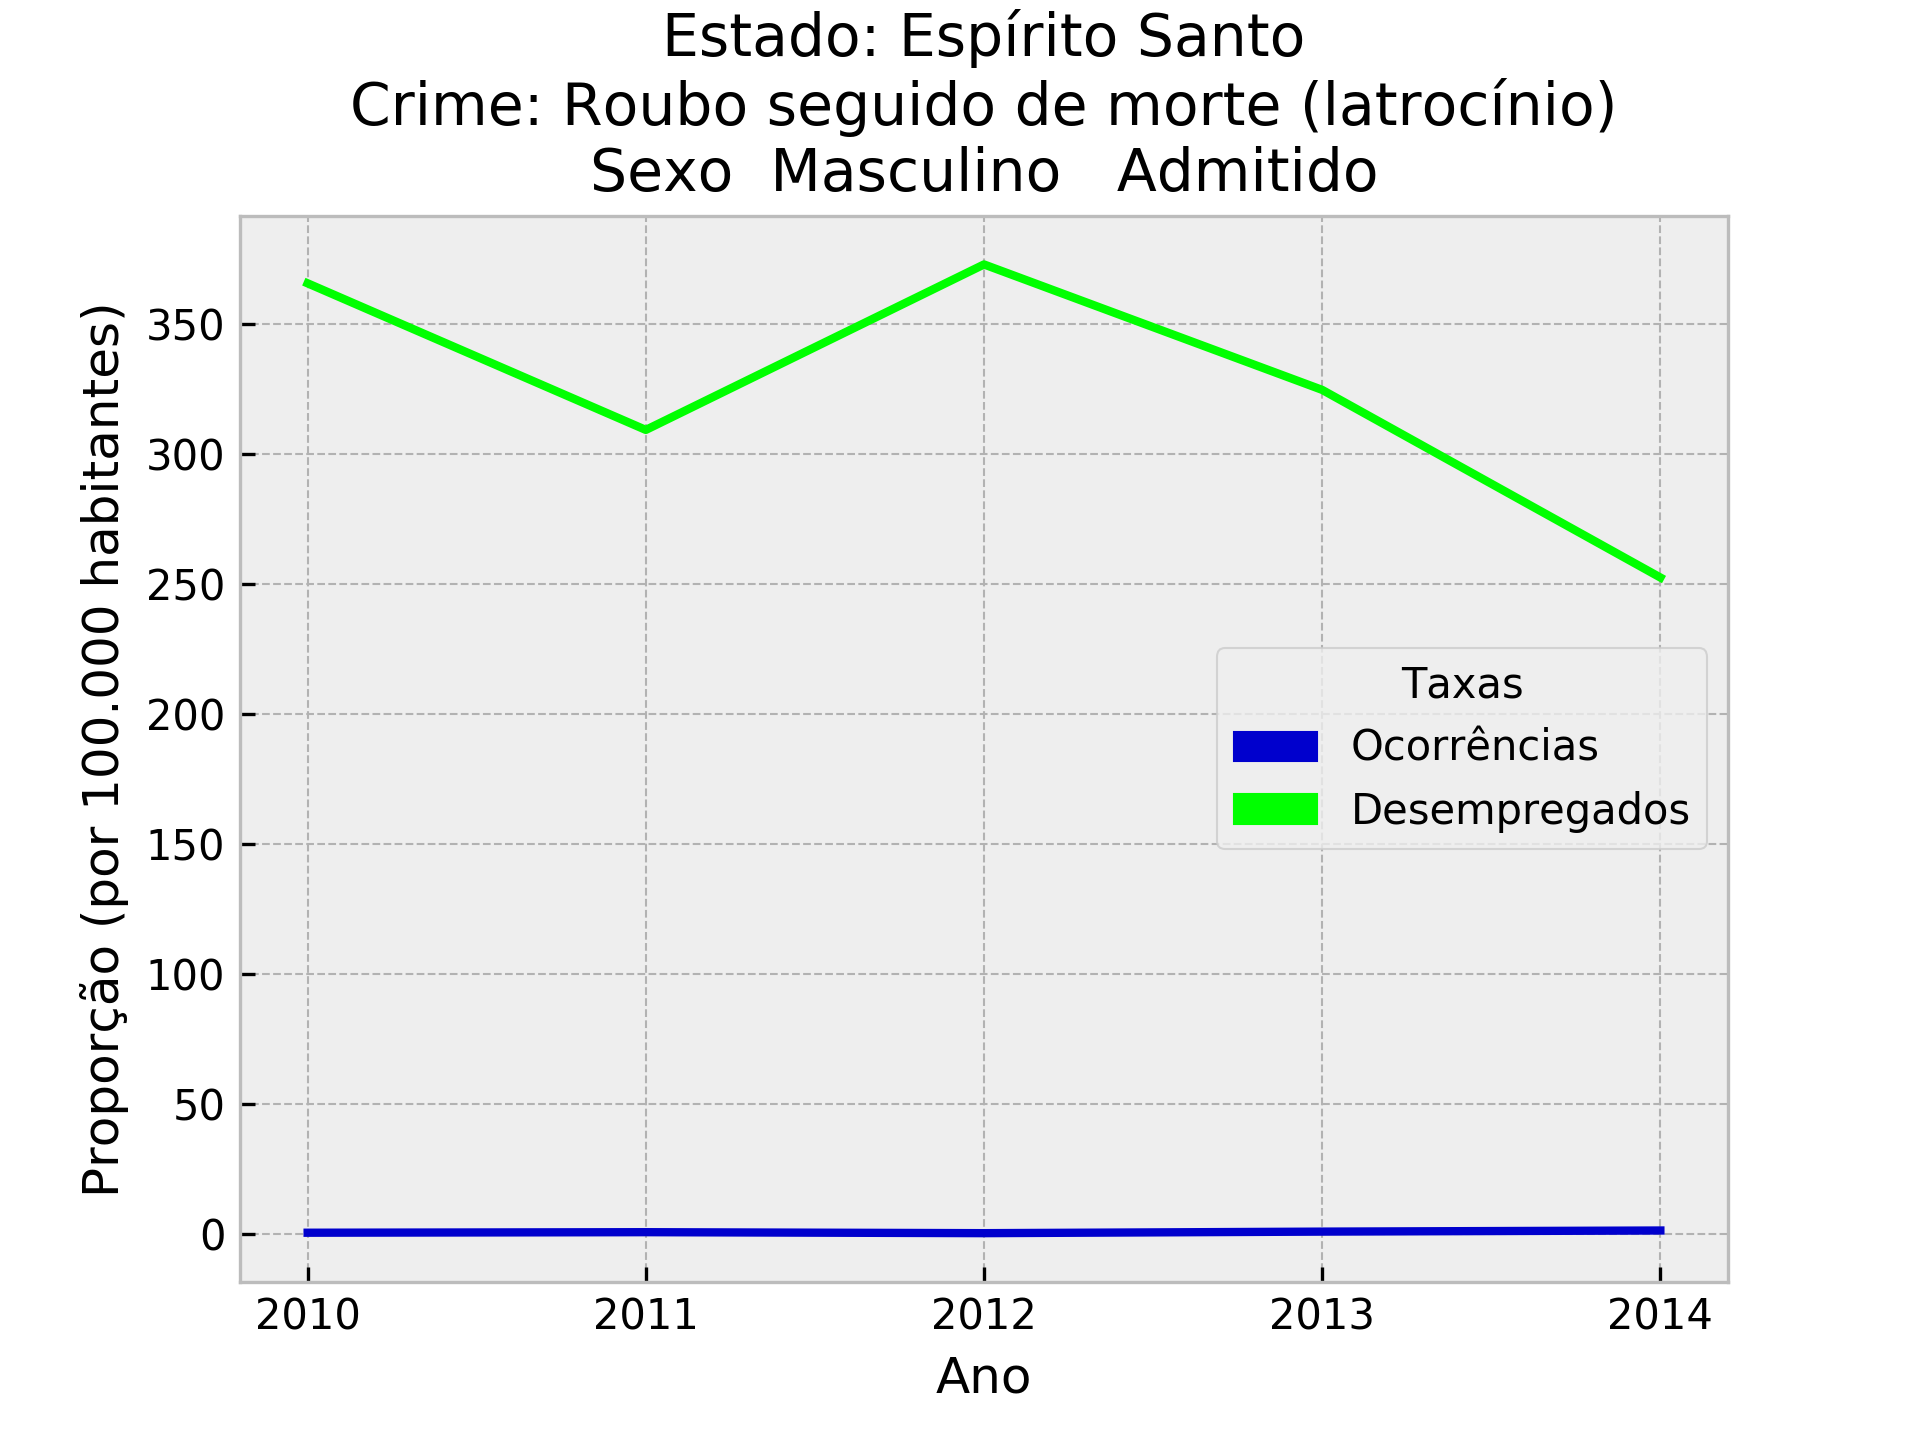 Estado: Espírito Santo
Crime: Roubo seguido de morte (latrocínio)
Sexo  Masculino   Admitido
Proporção (por 100.000 habitantes)
350
300
250
200
150
100
50
0
Taxas
Ocorrências
Desempregados
2010
2011
2012
2013
2014
Ano